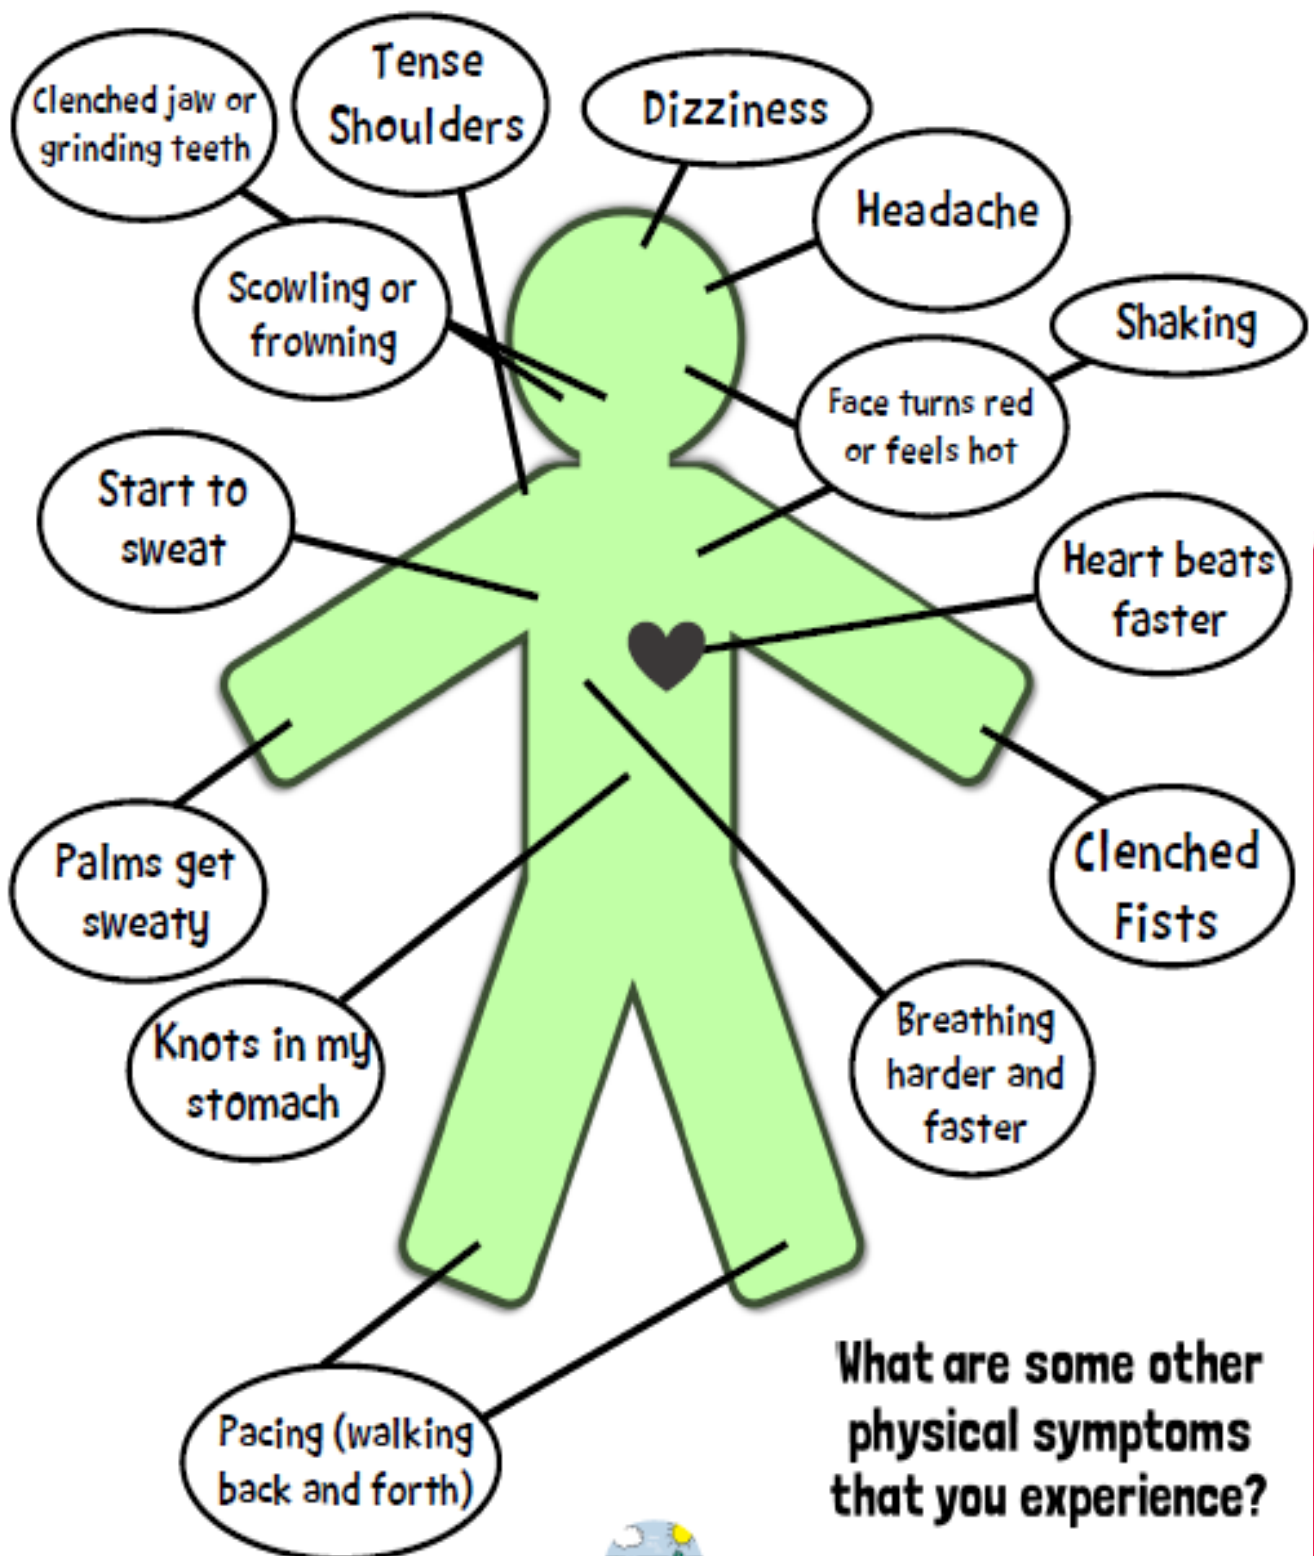 Clenched jaw or
grinding teeth
Tense
Shoulders
Dizziness
Headache
Scowling or
frowning
Shaking
Face turns red
or feels hot
Start to
sweat
Heart beats
faster
Palms get
sweaty
Clenched
Fists
Knots in my
stomach
Breathing
harder and
faster
Pacing (walking
back and forth)
What are some other
physical symptoms
that you experience?